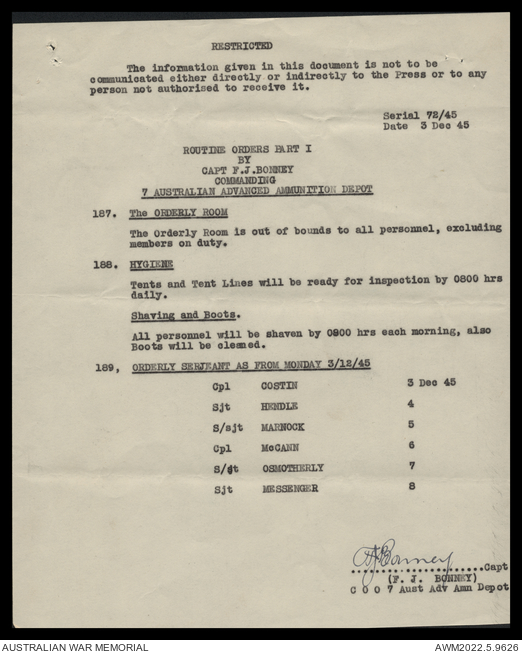 RESTRICTED
The information given in this document is not to be
communicated either directly or indirectly to the Press or to any
person not authorised to receive it.
Serial 72/45
Date 3 Dec 45
ROUTINE ORDERS PART I
BY
CAPT F.J.BONNEY
COMMANDING
7 AUSTRALIAN ADVANCED AMMUNITION DEPOT
187. The ORDERLY ROOM
The Orderly Room is out of bounds to all personnel, excluding
members on duty.
188. HYGIENE
Tents and Tent Lines will be ready for inspection by 0800 hrs
daily.
Shaving and Boots.
All personnel will be shaven by 0900 hrs each morning, also
Boots will be cleaned.
189, ORDERLY SERJEANT AS FROM MONDAY 3/12/45
Cpl COSTIN 3 Dec 45
Sjt HENDLE 4
S/sjt MARNOCK 5
Cpl McCANN 6
S/sjt OSMOTHERLY 7
Sjt MESSENGER 8
FJBonney
....................Capt
(F. J. BONNEY)
C O O 7 Aust Adv Amn Depot
AUSTRALIAN WAR MEMORIAL AWM2022.5.9626